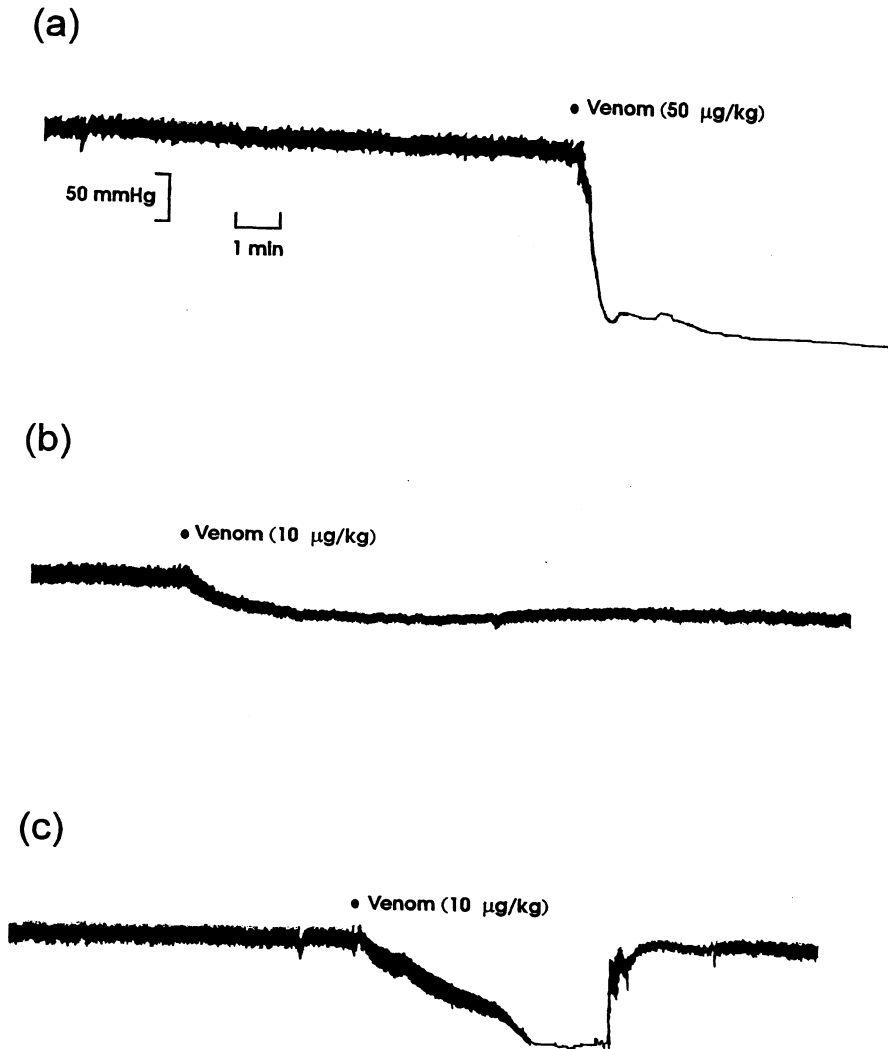 (a)
• Venom (50 μg/kg)
50 mmHg
1 min
(b)
• Venom (10 μg/kg)
(c)
• Venom (10 μg/kg)